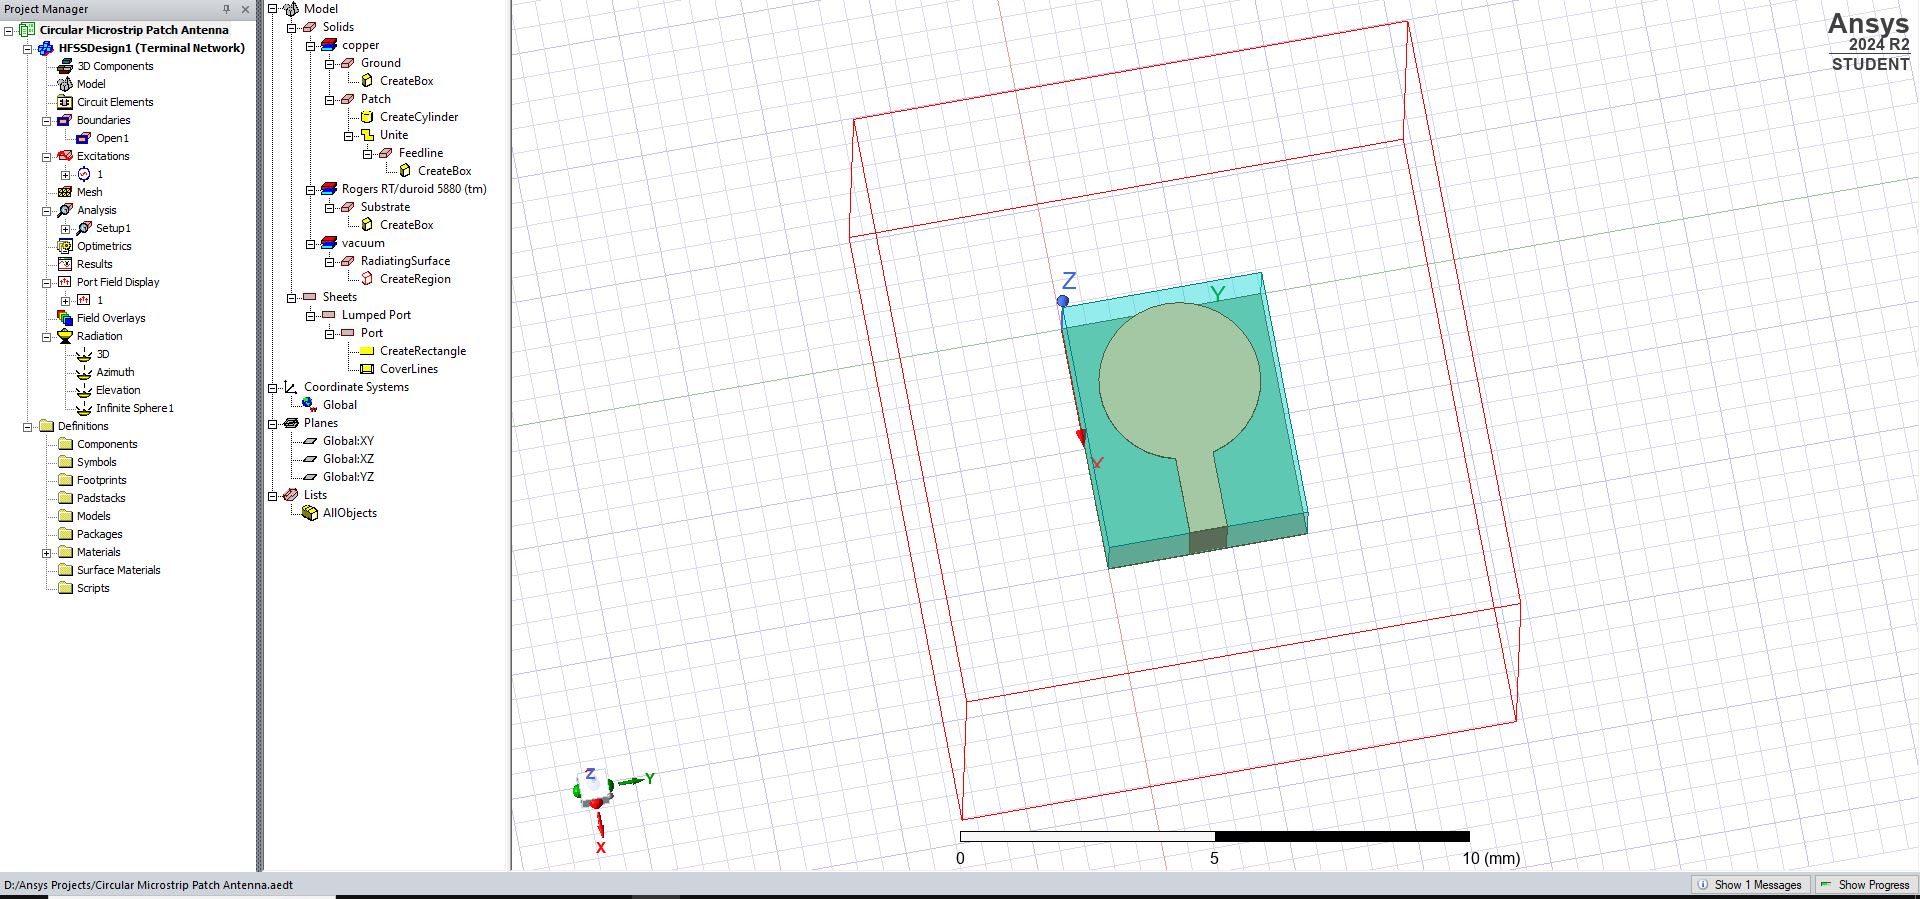 Project Manager
Circular Microstrip Patch Antenna
HFSSDesign1 (Terminal Network)
3D Components
Model
Circuit Elements
Boundaries
Open1
Excitations
1
Mesh
Analysis
Setup1
Optimetrics
Results
Port Field Display
1
Field Overlays
Radiation
3D
Azimuth
Elevation
Infinite Sphere1
Definitions
Components
Symbols
Footprints
Padstacks
Models
Packages
Materials
Surface Materials
Scripts
Model
Solids
copper
Ground
CreateBox
Patch
CreateCylinder
Unite
Feedline
CreateBox
Rogers RT/duroid 5880 (tm)
Substrate
CreateBox
vacuum
RadiatingSurface
CreateRegion
Sheets
Lumped Port
Port
CreateRectangle
CoverLines
Coordinate Systems
Global
Planes
Global:XY
Global:XZ
Global:YZ
Lists
AllObjects
Ansys
2024 R2
STUDENT
Z
Y
X
Z
Y
X
0 5 10 (mm)
D:/Ansys Projects/Circular Microstrip Patch Antenna.aedt
Show 1 Messages
Show Progress